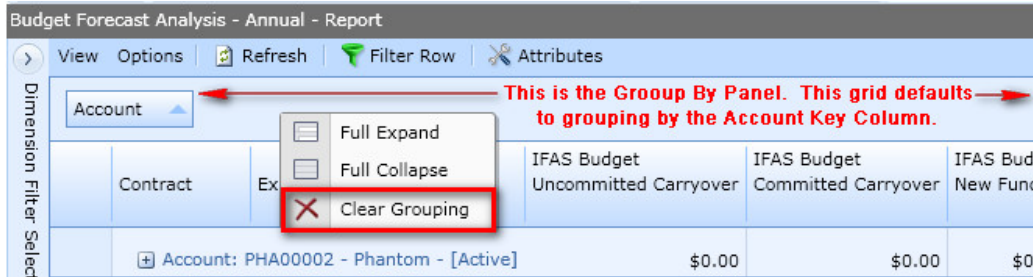 Budget Forecast Analysis - Annual - Report
View Options Refresh Filter Row Attributes
Dimension Filter Select
Account
This is the Grooup By Panel. This grid defaults
to grouping by the Account Key Column.
Full Expand
Full Collapse
Clear Grouping
Contract
Ex
IFAS Budget
Uncommitted Carryover
IFAS Budget
Committed Carryover
IFAS Bud
New Fund
Account: PHA00002 - Phantom - [Active]
$0.00
$0.00
$0